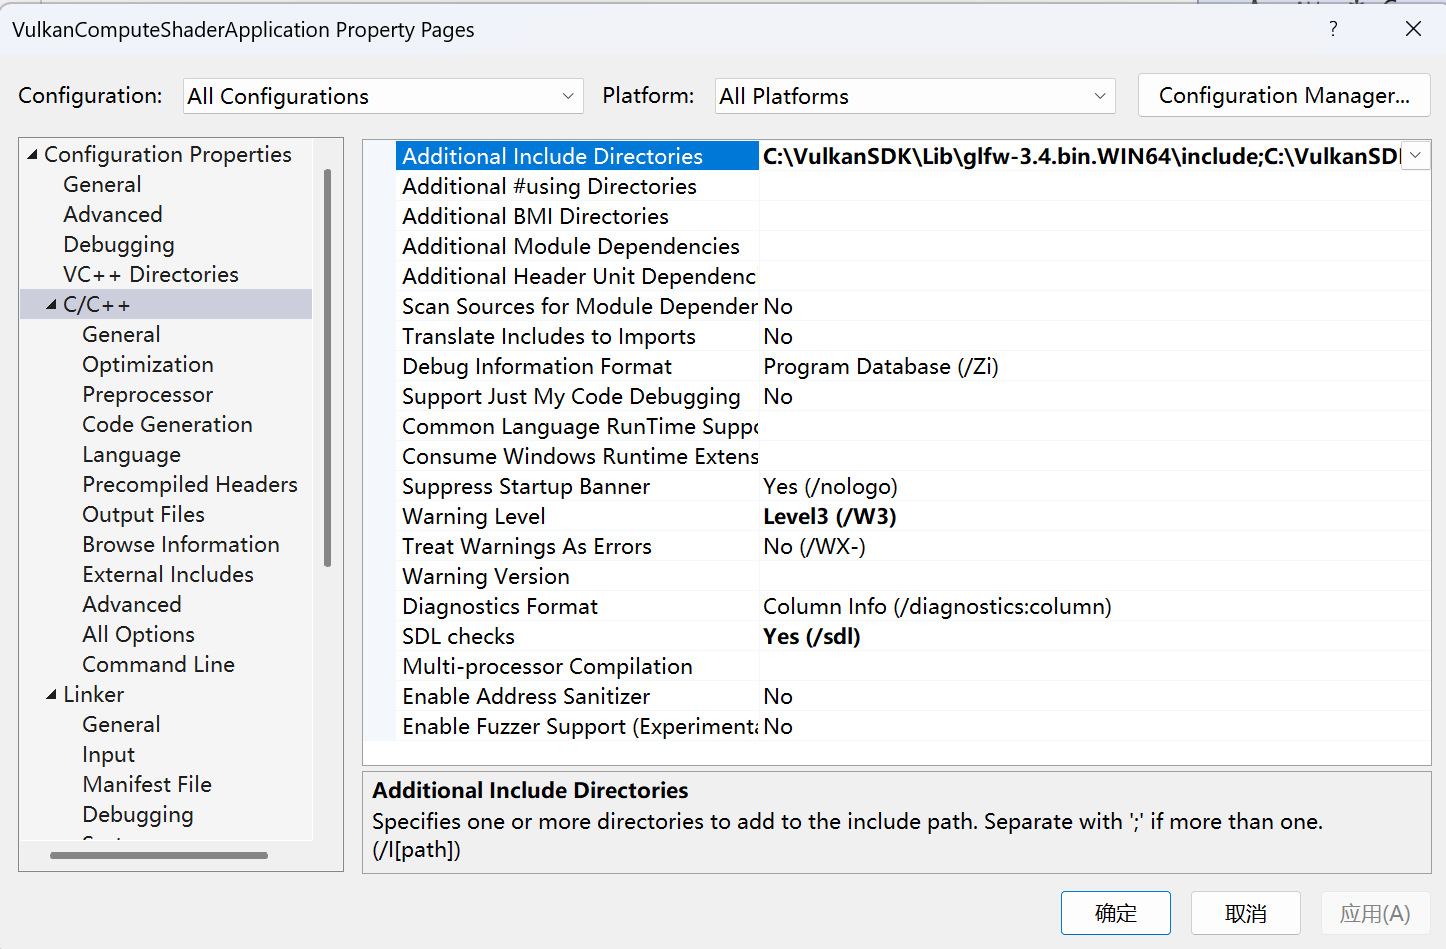 VulkanComputeShaderApplication Property Pages
?
Configuration: All Configurations Platform: All Platforms Configuration Manager...
Configuration Properties
General
Advanced
Debugging
VC++ Directories
C/C++
General
Optimization
Preprocessor
Code Generation
Language
Precompiled Headers
Output Files
Browse Information
External Includes
Advanced
All Options
Command Line
Linker
General
Input
Manifest File
Debugging
Additional Include Directories C:\VulkanSDK\Lib\glfw-3.4.bin.WIN64\include;C:\VulkanSD
Additional #using Directories
Additional BMI Directories
Additional Module Dependencies
Additional Header Unit Dependenc
Scan Sources for Module Depender No
Translate Includes to Imports No
Debug Information Format Program Database (/Zi)
Support Just My Code Debugging No
Common Language RunTime Suppo
Consume Windows Runtime Extens
Suppress Startup Banner Yes (/nologo)
Warning Level Level3 (/W3)
Treat Warnings As Errors No (/WX-)
Warning Version
Diagnostics Format Column Info (/diagnostics:column)
SDL checks Yes (/sdl)
Multi-processor Compilation
Enable Address Sanitizer No
Enable Fuzzer Support (Experimenta No
Additional Include Directories
Specifies one or more directories to add to the include path. Separate with ';' if more than one.
(/I[path])
确定 取消 应用(A)